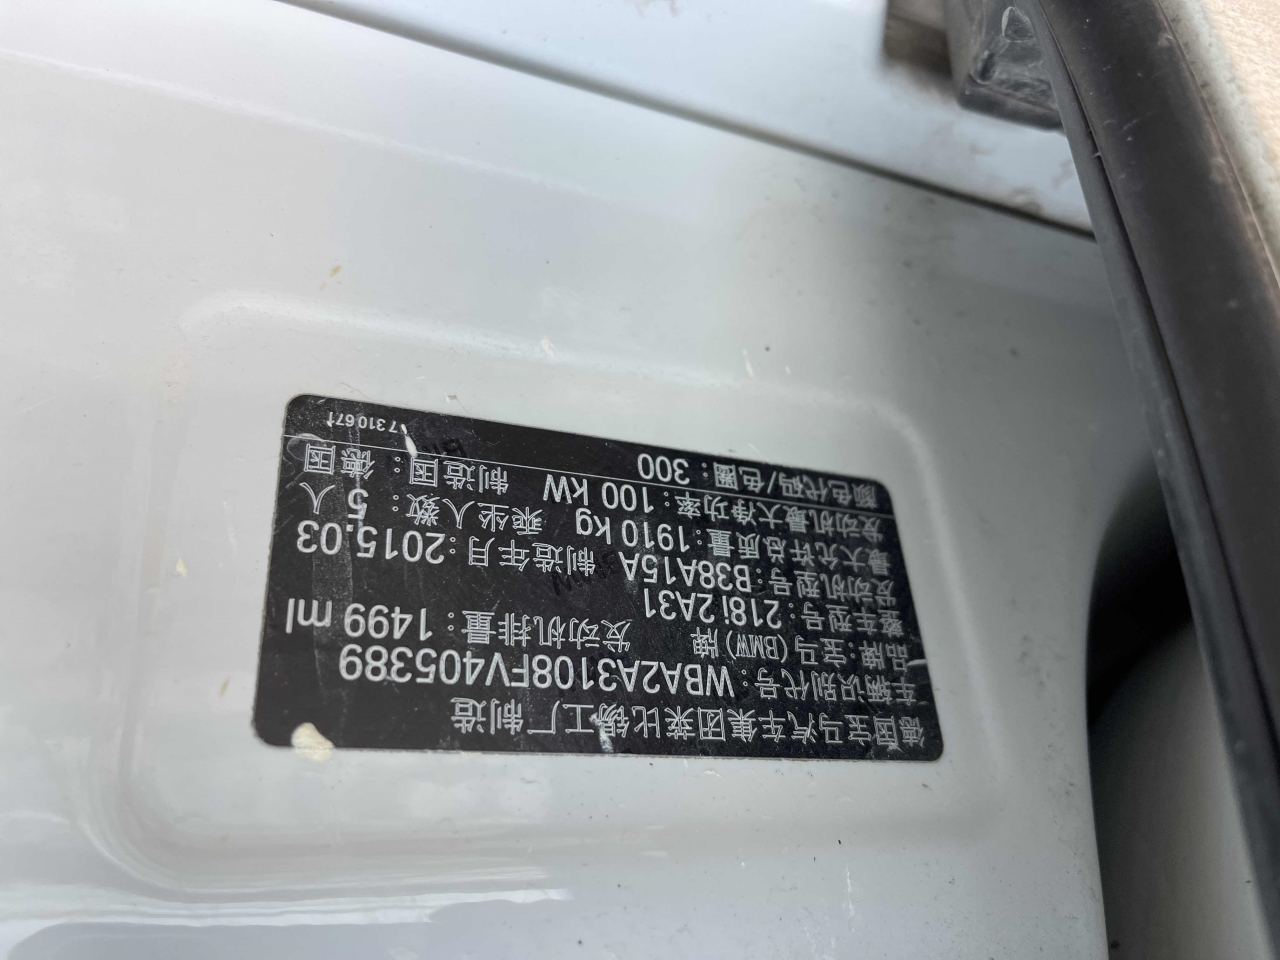 德国宝马汽车集团莱比锡工厂 制造
车辆识别代号：WBA2A3108FV405389
品牌：宝马(BMW)牌 发动机排量：1499 ml
整车型号：218i 2A31
发动机型号：B38A15A 制造年月：2015.03
最大允许总质量：1910 kg 乘坐人数：5 人
发动机最大净功率：100 kW 制造国：德国
颜色代码/色圈：300
7 310 671